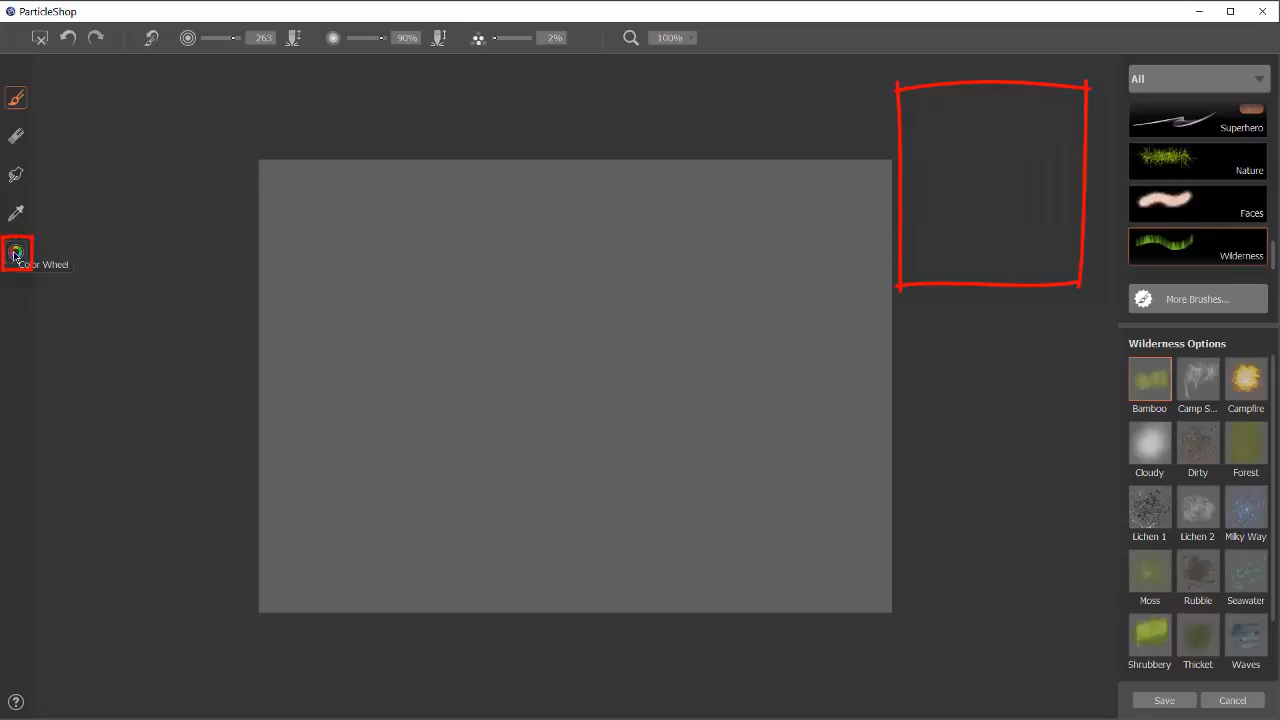 ParticleShop
263
90%
2%
100%
All
Superhero
Nature
Color Wheel
Faces
Wilderness
More Brushes...
Wilderness Options
Bamboo
Camp S...
Campfire
Cloudy
Dirty
Forest
Lichen 1
Lichen 2
Milky Way
Moss
Rubble
Seawater
Shrubbery
Thicket
Waves
Save
Cancel